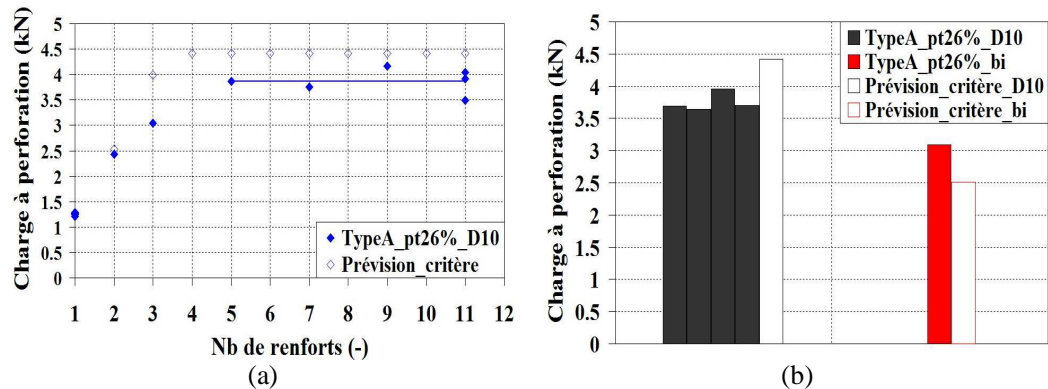 Charge à perforation (kN)
5
4.5
4
3.5
3
2.5
2
1.5
1
0.5
0
TypeA_pt26%_D10
Prévision_critère
1 2 3 4 5 6 7 8 9 10 11 12
Nb de renforts (-)
(a)
Charge à perforation (kN)
5
4.5
4
3.5
3
2.5
2
1.5
1
0.5
0
TypeA_pt26%_D10
TypeA_pt26%_bi
Prévision_critère_D10
Prévision_critère_bi
(b)